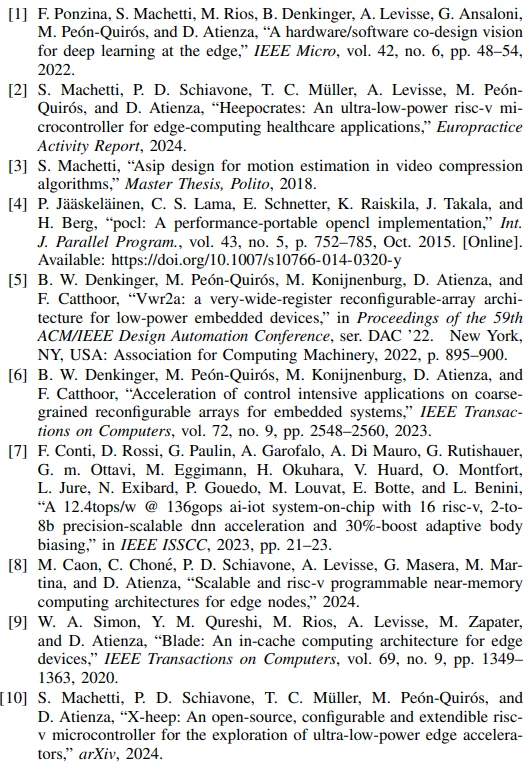 [1] F. Ponzina, S. Machetti, M. Rios, B. Denkinger, A. Levisse, G. Ansaloni,
M. Peón-Quirós, and D. Atienza, “A hardware/software co-design vision
for deep learning at the edge,” IEEE Micro, vol. 42, no. 6, pp. 48–54,
2022.
[2] S. Machetti, P. D. Schiavone, T. C. Müller, A. Levisse, M. Peón-
Quirós, and D. Atienza, “Heepocrates: An ultra-low-power risc-v mi-
crocontroller for edge-computing healthcare applications,” Europractice
Activity Report, 2024.
[3] S. Machetti, “Asip design for motion estimation in video compression
algorithms,” Master Thesis, Polito, 2018.
[4] P. Jääskeläinen, C. S. Lama, E. Schnetter, K. Raiskila, J. Takala, and
H. Berg, “pocl: A performance-portable opencl implementation,” Int.
J. Parallel Program., vol. 43, no. 5, p. 752–785, Oct. 2015. [Online].
Available: https://doi.org/10.1007/s10766-014-0320-y
[5] B. W. Denkinger, M. Peón-Quirós, M. Konijnenburg, D. Atienza, and
F. Catthoor, “Vwr2a: a very-wide-register reconfigurable-array archi-
tecture for low-power embedded devices,” in Proceedings of the 59th
ACM/IEEE Design Automation Conference, ser. DAC ’22. New York,
NY, USA: Association for Computing Machinery, 2022, p. 895–900.
[6] B. W. Denkinger, M. Peón-Quirós, M. Konijnenburg, D. Atienza, and
F. Catthoor, “Acceleration of control intensive applications on coarse-
grained reconfigurable arrays for embedded systems,” IEEE Transac-
tions on Computers, vol. 72, no. 9, pp. 2548–2560, 2023.
[7] F. Conti, D. Rossi, G. Paulin, A. Garofalo, A. Di Mauro, G. Rutishauer,
G. m. Ottavi, M. Eggimann, H. Okuhara, V. Huard, O. Montfort,
L. Jure, N. Exibard, P. Gouedo, M. Louvat, E. Botte, and L. Benini,
“A 12.4tops/w @ 136gops ai-iot system-on-chip with 16 risc-v, 2-to-
8b precision-scalable dnn acceleration and 30%-boost adaptive body
biasing,” in IEEE ISSCC, 2023, pp. 21–23.
[8] M. Caon, C. Choné, P. D. Schiavone, A. Levisse, G. Masera, M. Mar-
tina, and D. Atienza, “Scalable and risc-v programmable near-memory
computing architectures for edge nodes,” 2024.
[9] W. A. Simon, Y. M. Qureshi, M. Rios, A. Levisse, M. Zapater,
and D. Atienza, “Blade: An in-cache computing architecture for edge
devices,” IEEE Transactions on Computers, vol. 69, no. 9, pp. 1349–
1363, 2020.
[10] S. Machetti, P. D. Schiavone, T. C. Müller, M. Peón-Quirós, and
D. Atienza, “X-heep: An open-source, configurable and extendible risc-
v microcontroller for the exploration of ultra-low-power edge accelera-
tors,” arXiv, 2024.